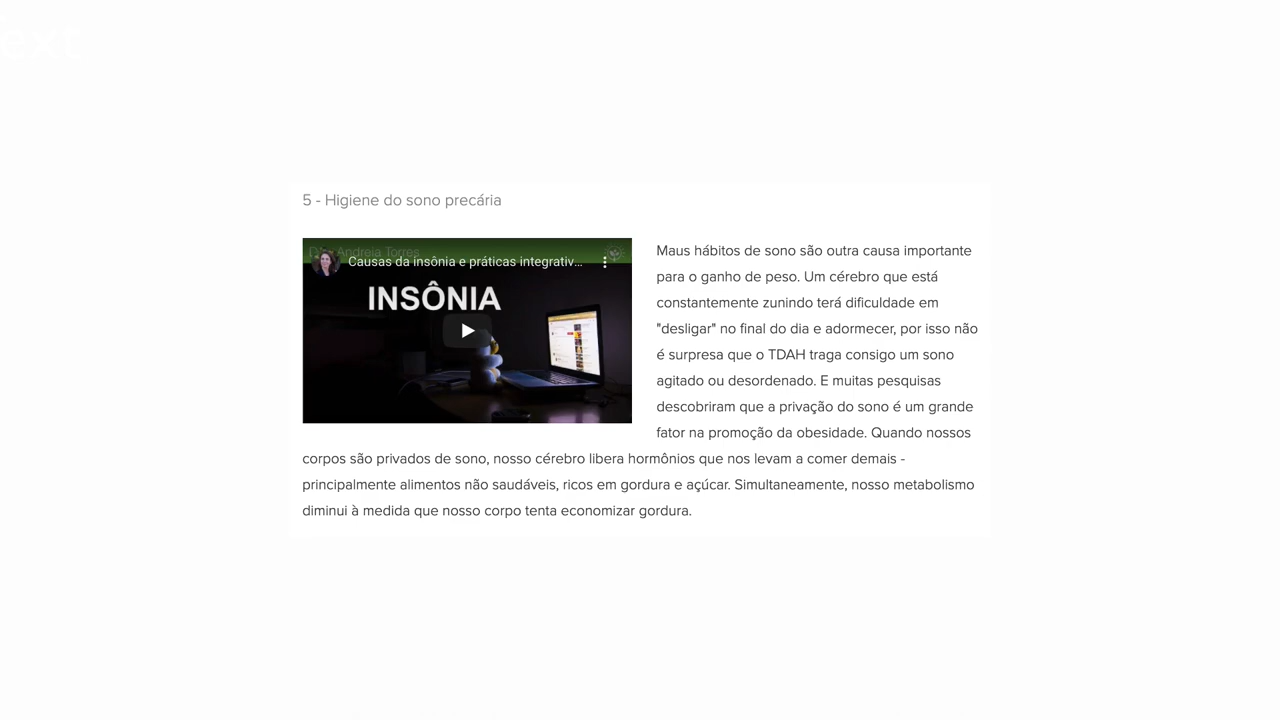 ext
5 - Higiene do sono precária
Dra. Andreia Torres
Causas da insônia e práticas integrativ...
INSÔNIA
Maus hábitos de sono são outra causa importante
para o ganho de peso. Um cérebro que está
constantemente zunindo terá dificuldade em
"desligar" no final do dia e adormecer, por isso não
é surpresa que o TDAH traga consigo um sono
agitado ou desordenado. E muitas pesquisas
descobriram que a privação do sono é um grande
fator na promoção da obesidade. Quando nossos
corpos são privados de sono, nosso cérebro libera hormônios que nos levam a comer demais -
principalmente alimentos não saudáveis, ricos em gordura e açúcar. Simultaneamente, nosso metabolismo
diminui à medida que nosso corpo tenta economizar gordura.